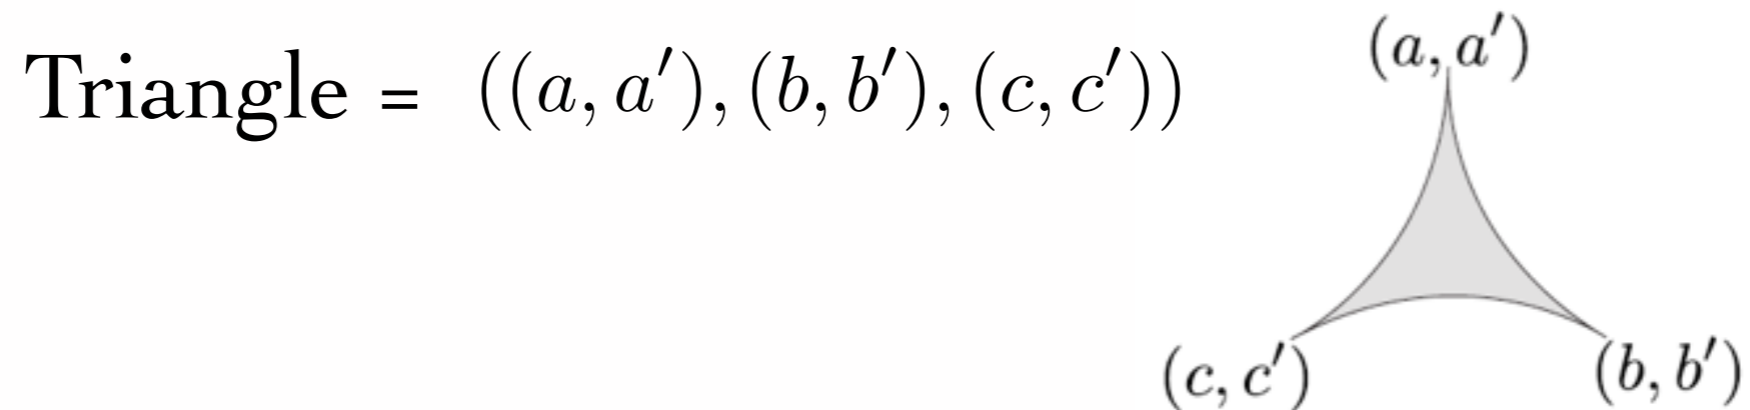 Triangle = ((a, a′), (b, b′), (c, c′))
(a, a′)
(c, c′)
(b, b′)